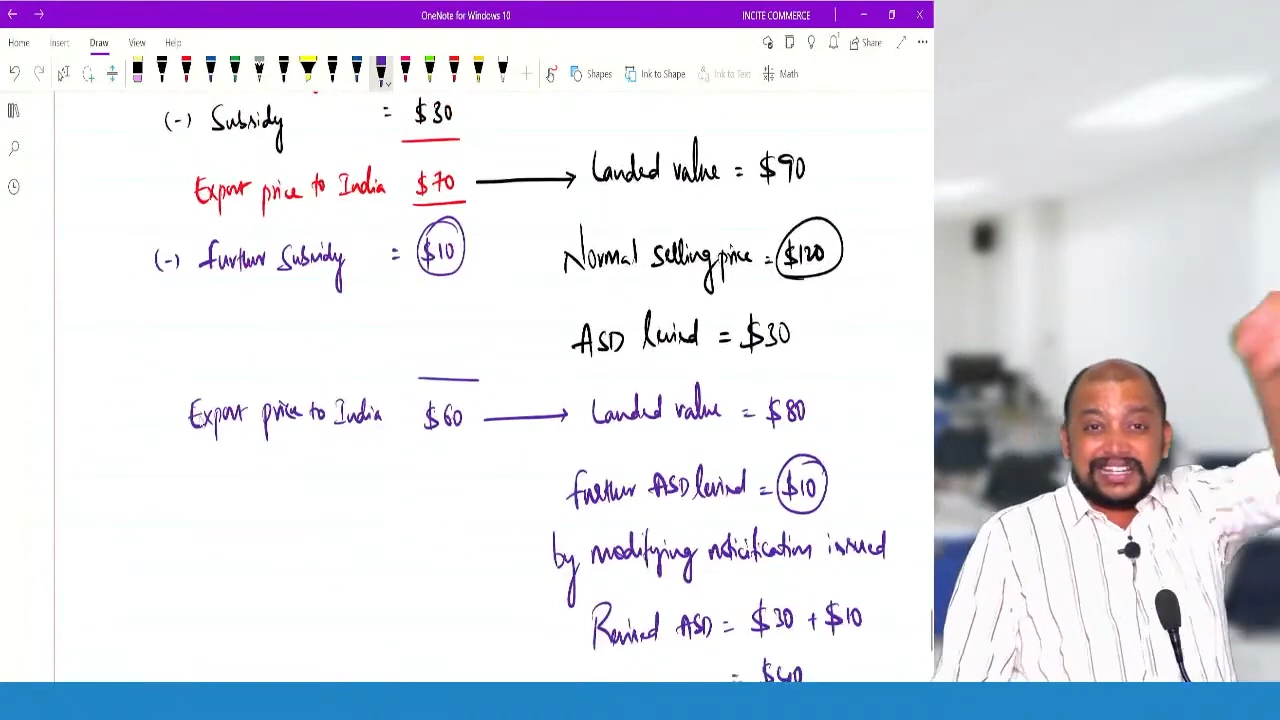 OneNote for Windows 10
INCITE COMMERCE
Home Insert Draw View Help
Share
Shapes Ink to Shape Ink to Text Math
(-) Subsidy = $30
Export price to India $70 Landed value = $90
(-) Further Subsidy = $10
Normal selling price = $120
ASD levied = $30
Export price to India $60 Landed value = $80
Further ASD levied = $10
by modifying noticification issued
Revised ASD = $30 + $10
= $40